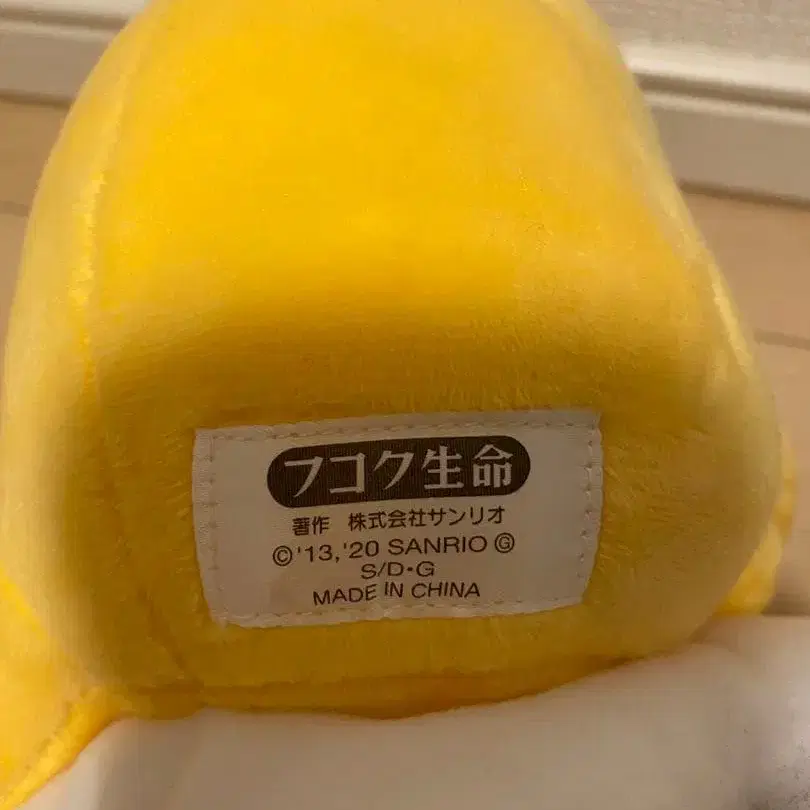 フコク生命
著作 株式会社サンリオ
©'13,'20 SANRIO Ⓖ
S/D・G
MADE IN CHINA